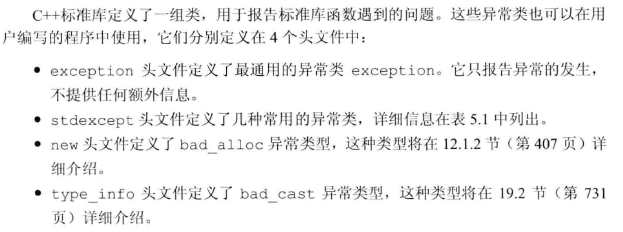 C++标准库定义了一组类，用于报告标准库函数遇到的问题。这些异常类也可以在用
户编写的程序中使用，它们分别定义在 4 个头文件中：
● exception 头文件定义了最通用的异常类 exception。它只报告异常的发生，
不提供任何额外信息。
● stdexcept 头文件定义了几种常用的异常类，详细信息在表 5.1 中列出。
● new 头文件定义了 bad_alloc 异常类型，这种类型将在 12.1.2 节（第 407 页）详
细介绍。
● type_info 头文件定义了 bad_cast 异常类型，这种类型将在 19.2 节（第 731
页）详细介绍。